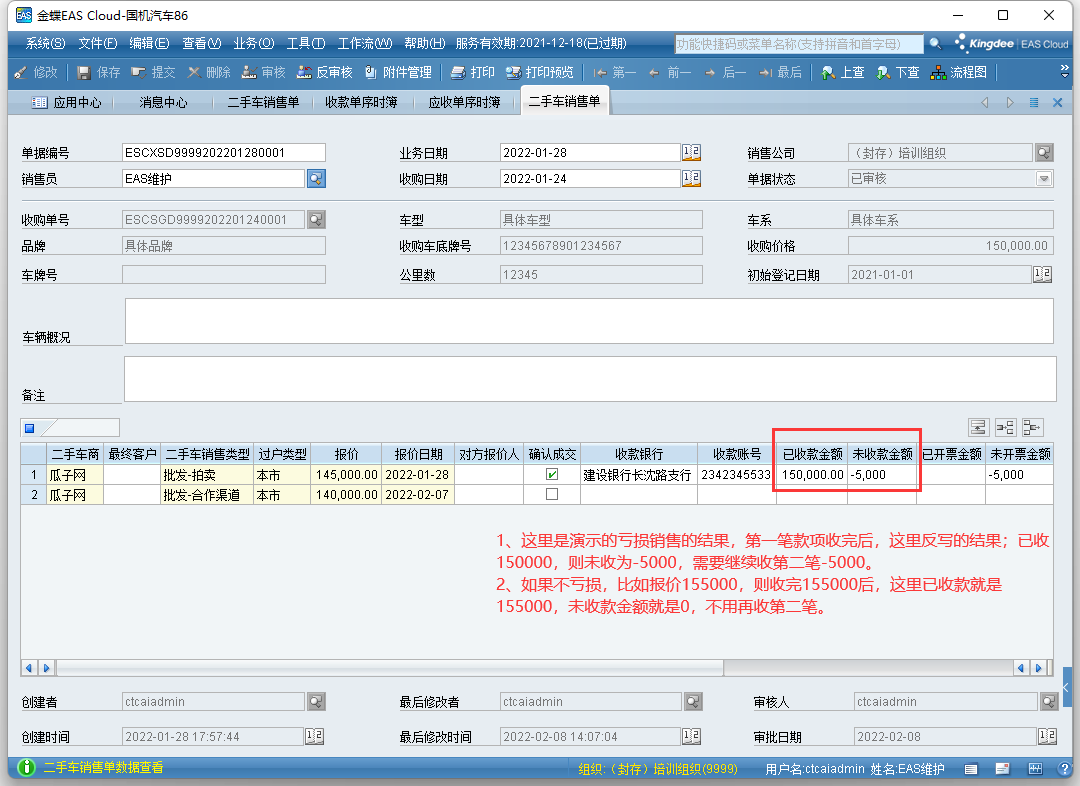 EAS 金蝶EAS Cloud-国机汽车86
系统(S) 文件(F) 编辑(E) 查看(V) 业务(O) 工具(T) 工作流(W) 帮助(H) 服务有效期:2021-12-18(已过期) 功能快捷码或菜单名称(支持拼音和首字母) Kingdee EAS Cloud
修改 保存 提交 删除 审核 反审核 附件管理 打印 打印预览 第一 前一 后一 最后 上查 下查 流程图
应用中心 消息中心 二手车销售单 收款单序时簿 应收单序时簿 二手车销售单
单据编号 ESCXSD9999202201280001 业务日期 2022-01-28 销售公司 （封存）培训组织
销售员 EAS维护 收购日期 2022-01-24 单据状态 已审核
收购单号 ESCSGD9999202201240001 车型 具体车型 车系 具体车系
品牌 具体品牌 收购车底牌号 12345678901234567 收购价格 150,000.00
车牌号 公里数 12345 初始登记日期 2021-01-01
车辆概况
备注
二手车商 最终客户 二手车销售类型 过户类型 报价 报价日期 对方报价人 确认成交 收款银行 收款账号 已收款金额 未收款金额 已开票金额 未开票金额
1 瓜子网 批发-拍卖 本市 145,000.00 2022-01-28 建设银行长沈路支行 2342345533 150,000.00 -5,000 -5,000
2 瓜子网 批发-合作渠道 本市 140,000.00 2022-02-07
1、这里是演示的亏损销售的结果，第一笔款项收完后，这里反写的结果；已收
150000，则未收为-5000，需要继续收第二笔-5000。
2、如果不亏损，比如报价155000，则收完155000后，这里已收款就是
155000，未收款金额就是0，不用再收第二笔。
创建者 ctcaiadmin 最后修改者 ctcaiadmin 审核人 ctcaiadmin
创建时间 2022-01-28 17:57:44 最后修改时间 2022-02-08 14:07:04 审批日期 2022-02-08
二手车销售单数据查看 组织:（封存）培训组织(9999) 用户名:ctcaiadmin 姓名:EAS维护